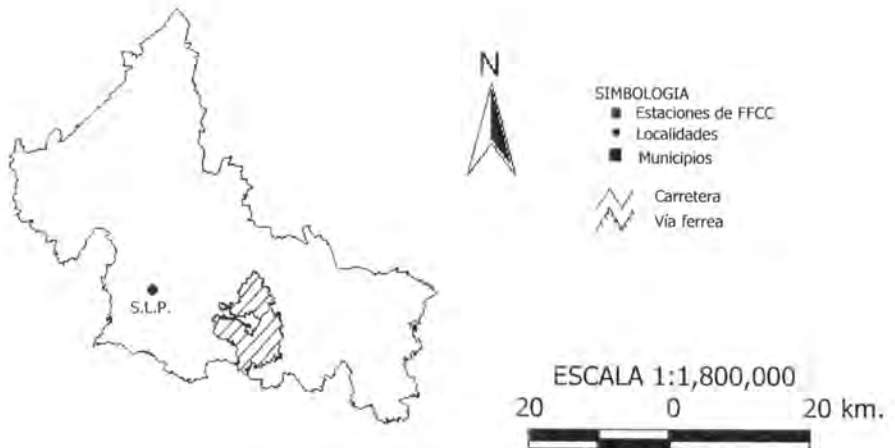 N
SIMBOLOGIA
Estaciones de FFCC
Localidades
Municipios
Carretera
Vía ferrea
S.L.P.
ESCALA 1:1,800,000
20 0 20 km.